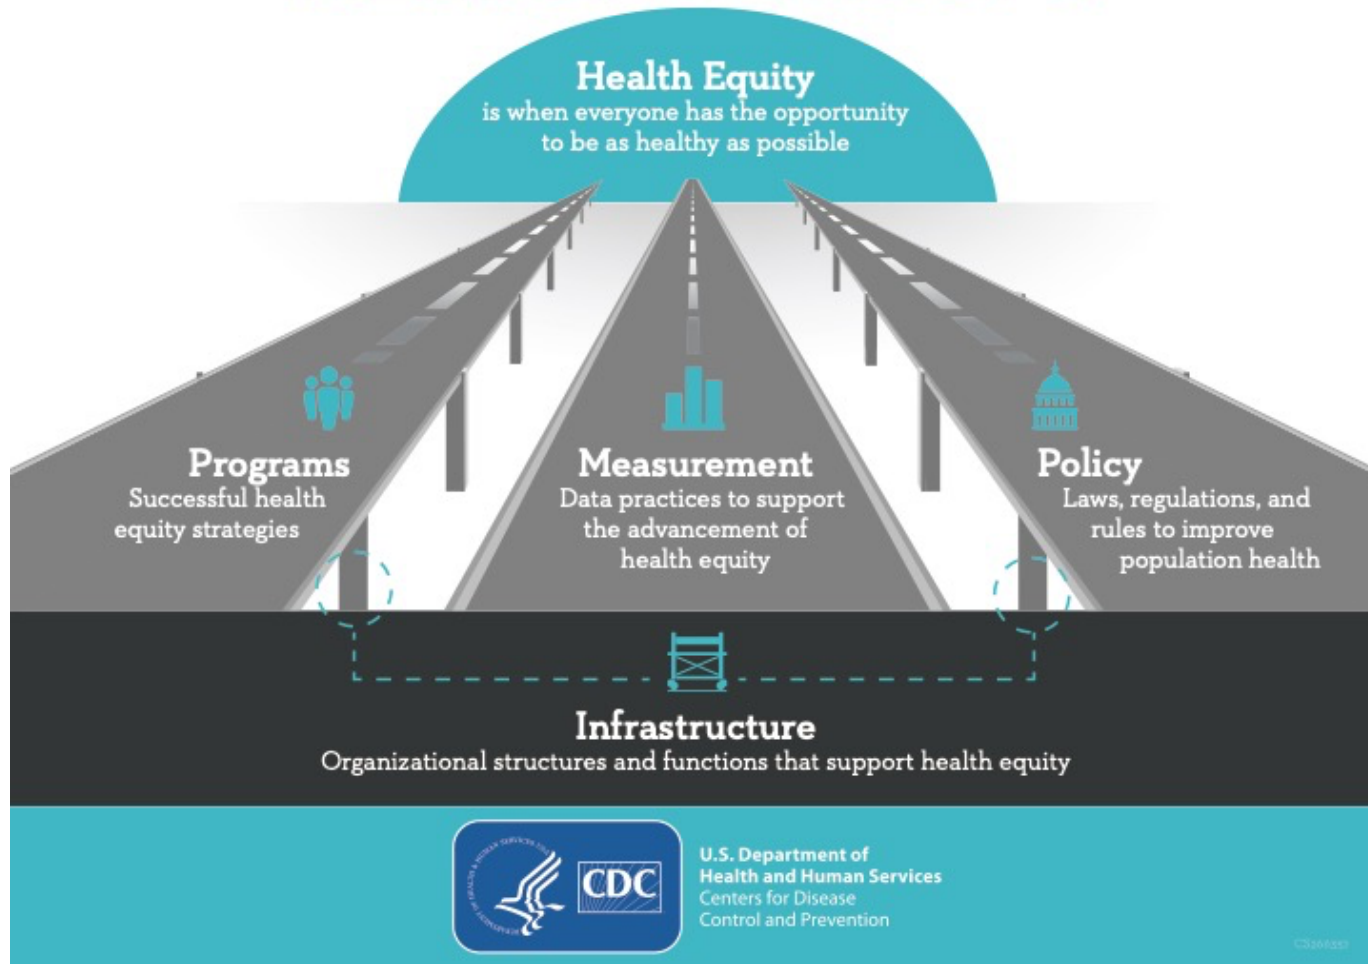 Health Equity
is when everyone has the opportunity
to be as healthy as possible
Programs
Successful health
equity strategies
Measurement
Data practices to support
the advancement of
health equity
Policy
Laws, regulations, and
rules to improve
population health
Infrastructure
Organizational structures and functions that support health equity
CDC
U.S. Department of
Health and Human Services
Centers for Disease
Control and Prevention